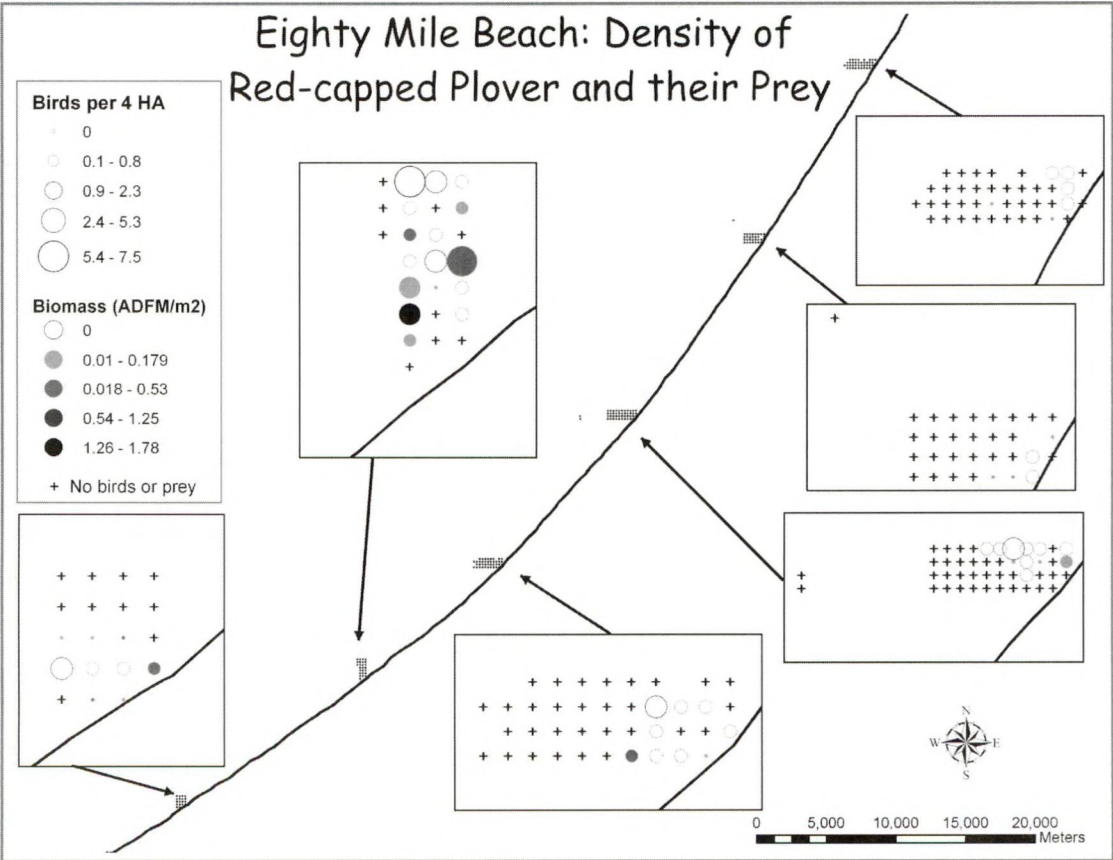 Eighty Mile Beach: Density of
Red-capped Plover and their Prey
Birds per 4 HA
0
0.1 - 0.8
0.9 - 2.3
2.4 - 5.3
5.4 - 7.5
Biomass (ADFM/m2)
0
0.01 - 0.179
0.018 - 0.53
0.54 - 1.25
1.26 - 1.78
+ No birds or prey
N
W E
S
0 5,000 10,000 15,000 20,000
Meters